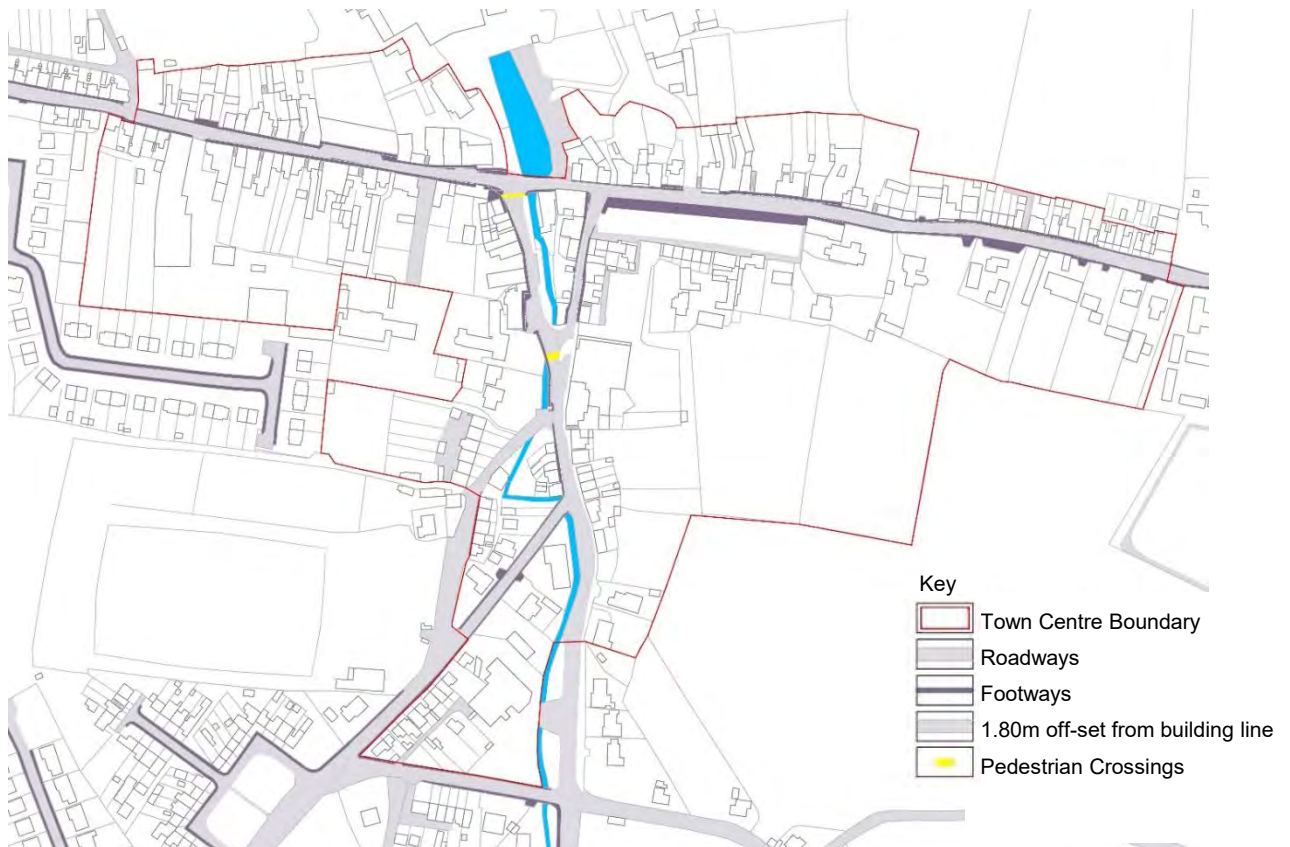 Key
Town Centre Boundary
Roadways
Footways
1.80m off-set from building line
Pedestrian Crossings